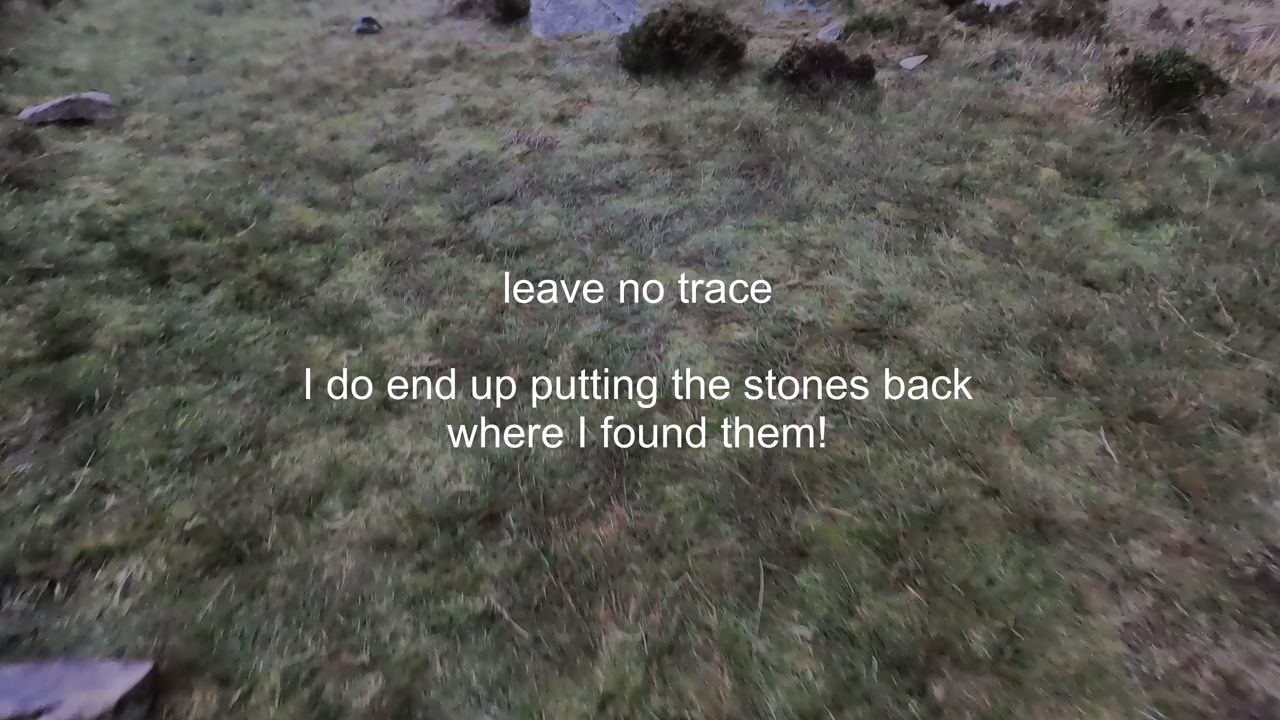 leave no trace
I do end up putting the stones back
where I found them!